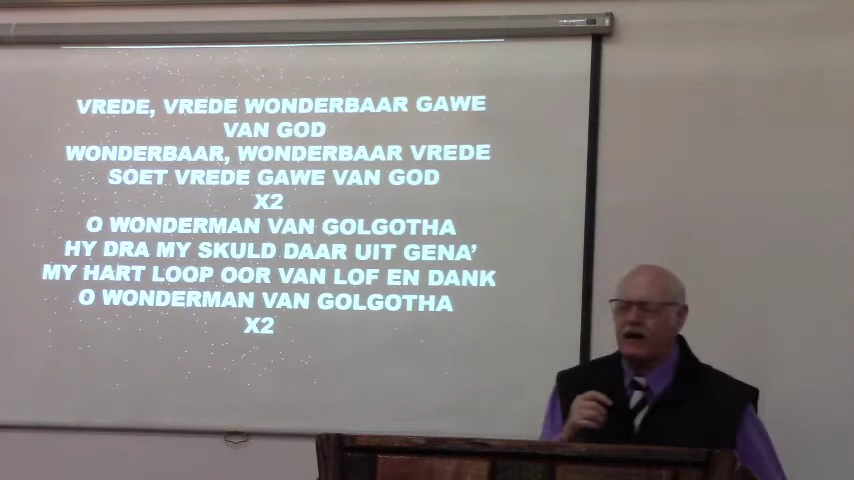 VREDE, VREDE WONDERBAAR GAWE
VAN GOD
WONDERBAAR, WONDERBAAR VREDE
SOET VREDE GAWE VAN GOD
X2
O WONDERMAN VAN GOLGOTHA
HY DRA MY SKULD DAAR UIT GENA’
MY HART LOOP OOR VAN LOF EN DANK
O WONDERMAN VAN GOLGOTHA
X2